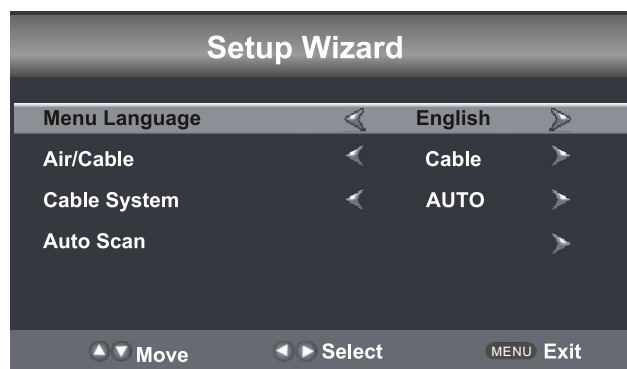 Setup Wizard
Menu Language English
Air/Cable Cable
Cable System AUTO
Auto Scan
Move Select MENU Exit